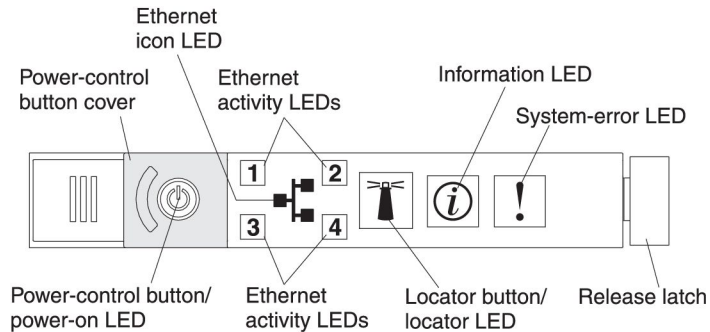 Ethernet
icon LED
Power-control
button cover
Ethernet
activity LEDs
Information LED
System-error LED
1
2
3
4
i
!
Power-control button/
power-on LED
Ethernet
activity LEDs
Locator button/
locator LED
Release latch